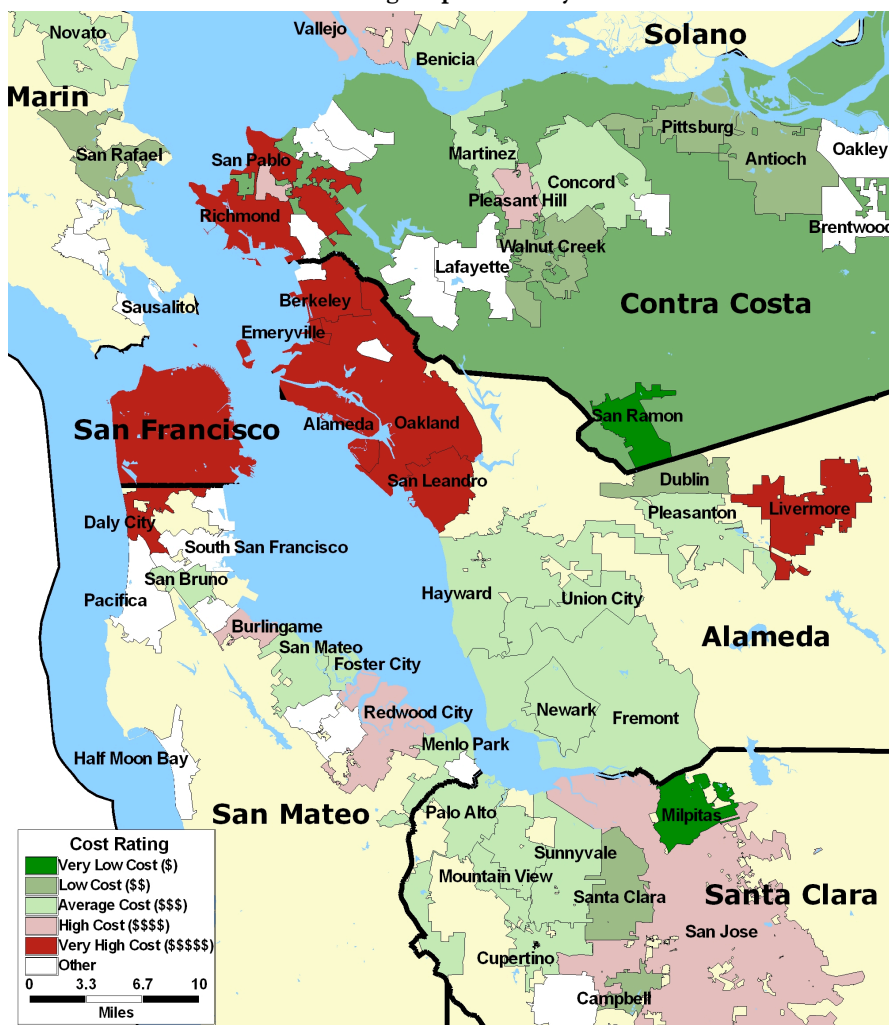 Novato
Vallejo
Benicia
Solano
Marin
San Rafael
San Pablo
Martinez
Pittsburg
Antioch
Oakley
Concord
Pleasant Hill
Richmond
Brentwood
Walnut Creek
Lafayette
Contra Costa
Sausalito
Berkeley
Emeryville
San Ramon
San Francisco
Alameda
Oakland
San Leandro
Dublin
Pleasanton
Livermore
Daly City
South San Francisco
San Bruno
Pacifica
Hayward
Union City
Burlingame
Alameda
San Mateo
Foster City
Redwood City
Newark
Fremont
Menlo Park
Half Moon Bay
San Mateo
Palo Alto
Milpitas
Sunnyvale
Mountain View
Santa Clara
Santa Clara
San Jose
Cupertino
Campbell
Cost Rating
Very Low Cost ($)
Low Cost ($$)
Average Cost ($$$)
High Cost ($$$$)
Very High Cost ($$$$$)
Other
0 3.3 6.7 10
Miles